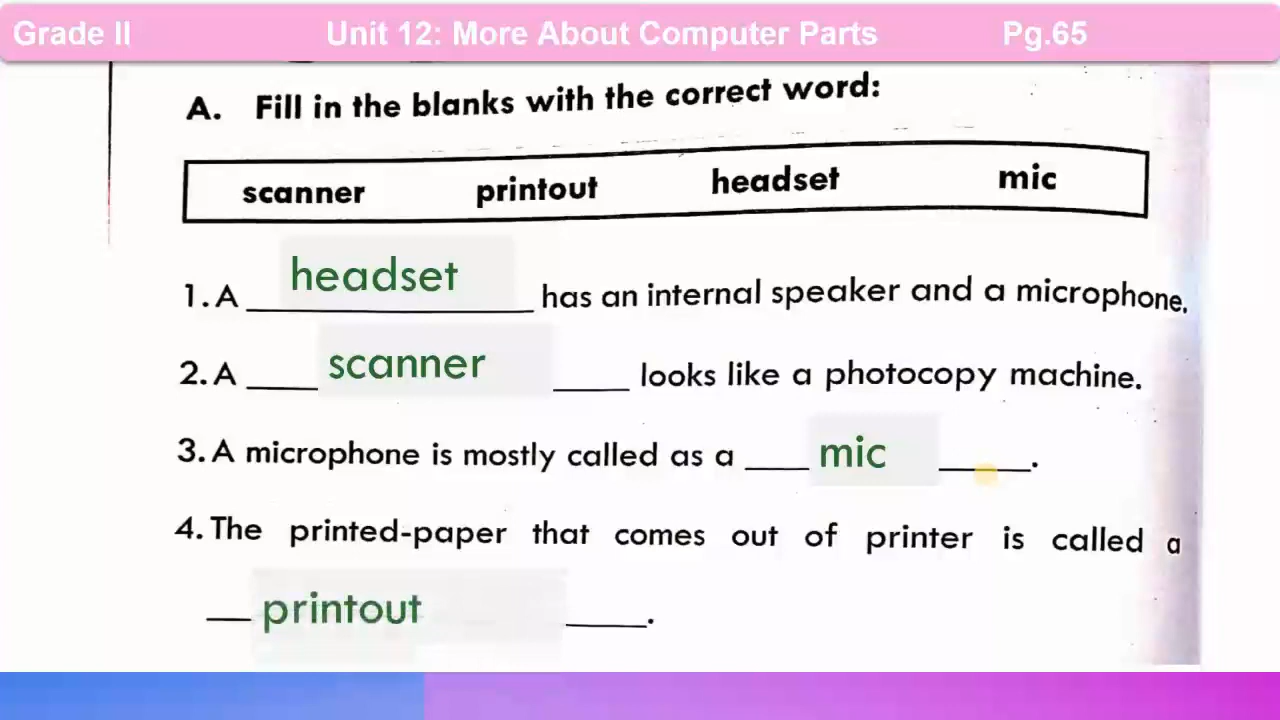 Grade II Unit 12: More About Computer Parts Pg.65
A. Fill in the blanks with the correct word:
scanner printout headset mic
1. A headset has an internal speaker and a microphone.
2. A scanner looks like a photocopy machine.
3. A microphone is mostly called as a mic.
4. The printed-paper that comes out of printer is called a
printout.